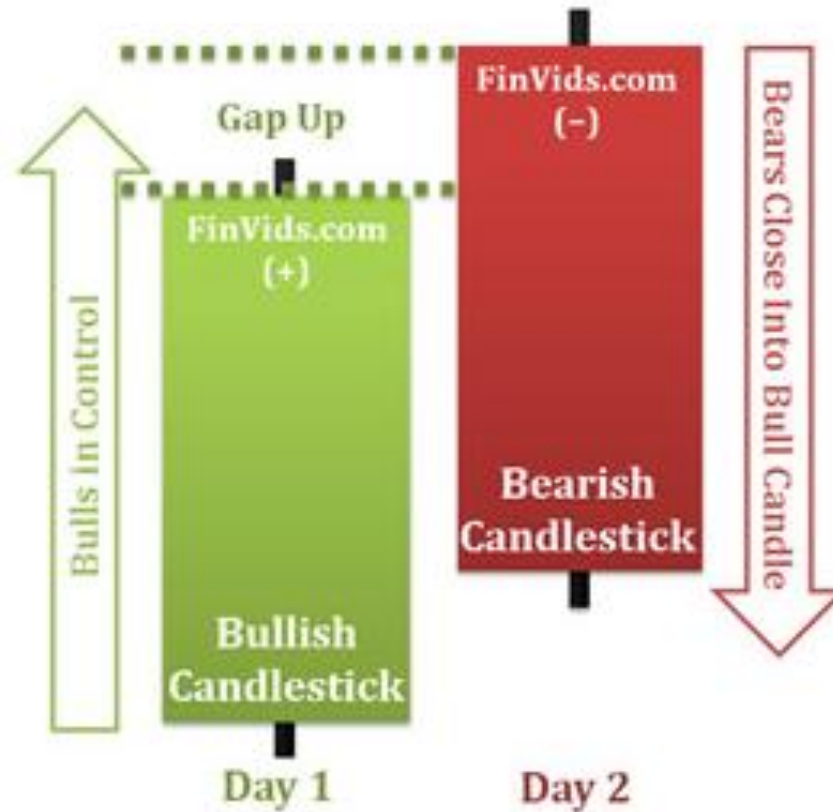 Gap Up
FinVids.com
(–)
FinVids.com
(+)
Bulls in Control
Bears Close Into Bull Candle
Bearish
Candlestick
Bullish
Candlestick
Day 1
Day 2